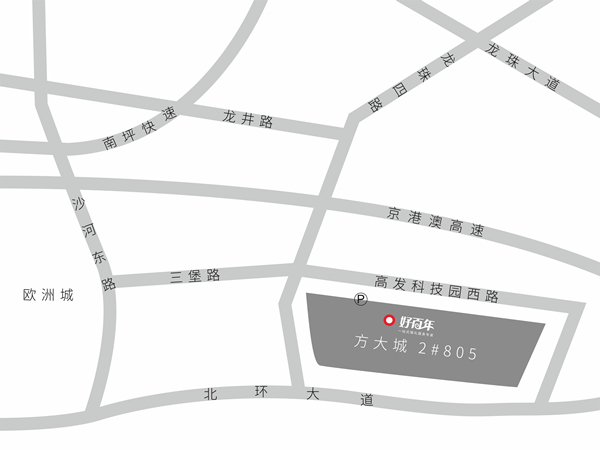 龙珠大道
龙珠四路
南坪快速
龙井路
沙河东路
京港澳高速
三堡路
高发科技园西路
欧洲城
P
好百年
方大城 2#805
北环大道